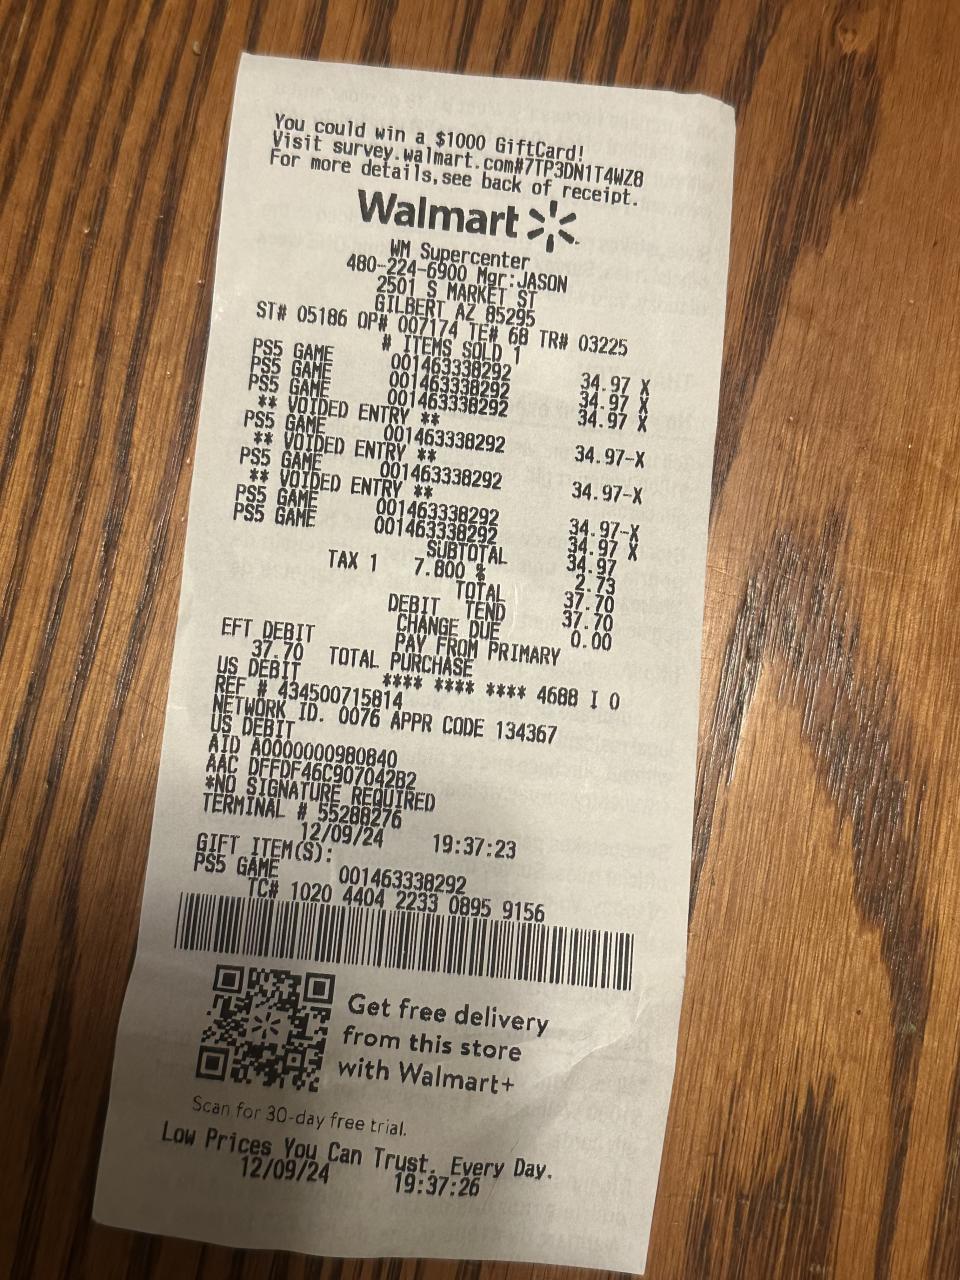 You could win a $1000 GiftCard!
Visit survey.walmart.com#7TP3DN1T4WZ8
For more details,see back of receipt.
Walmart
WM Supercenter
480-224-6900 Mgr:JASON
2501 S MARKET ST
GILBERT AZ 85295
ST# 05186 OP# 007174 TE# 68 TR# 03225
# ITEMS SOLD 1
PS5 GAME 001463338292 34.97 X
PS5 GAME 001463338292 34.97 X
PS5 GAME 001463338292 34.97 X
** VOIDED ENTRY **
PS5 GAME 001463338292 34.97-X
** VOIDED ENTRY **
PS5 GAME 001463338292 34.97-X
** VOIDED ENTRY **
PS5 GAME 001463338292 34.97-X
PS5 GAME 001463338292 34.97 X
SUBTOTAL 34.97
TAX 1 7.800 % 2.73
TOTAL 37.70
DEBIT TEND 37.70
CHANGE DUE 0.00
EFT DEBIT PAY FROM PRIMARY
37.70 TOTAL PURCHASE
US DEBIT **** **** **** 4688 I 0
REF # 434500715814
NETWORK ID. 0076 APPR CODE 134367
US DEBIT
AID A0000000980840
AAC DFFDF46C907042B2
*NO SIGNATURE REQUIRED
TERMINAL # 55288276
12/09/24 19:37:23
GIFT ITEM(S):
PS5 GAME 001463338292
TC# 1020 4404 2233 0895 9156
Get free delivery
from this store
with Walmart+
Scan for 30-day free trial.
Low Prices You Can Trust. Every Day.
12/09/24 19:37:26